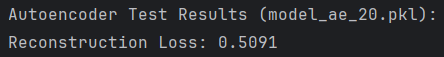 Autoencoder Test Results (model_ae_20.pkl):
Reconstruction Loss: 0.5091